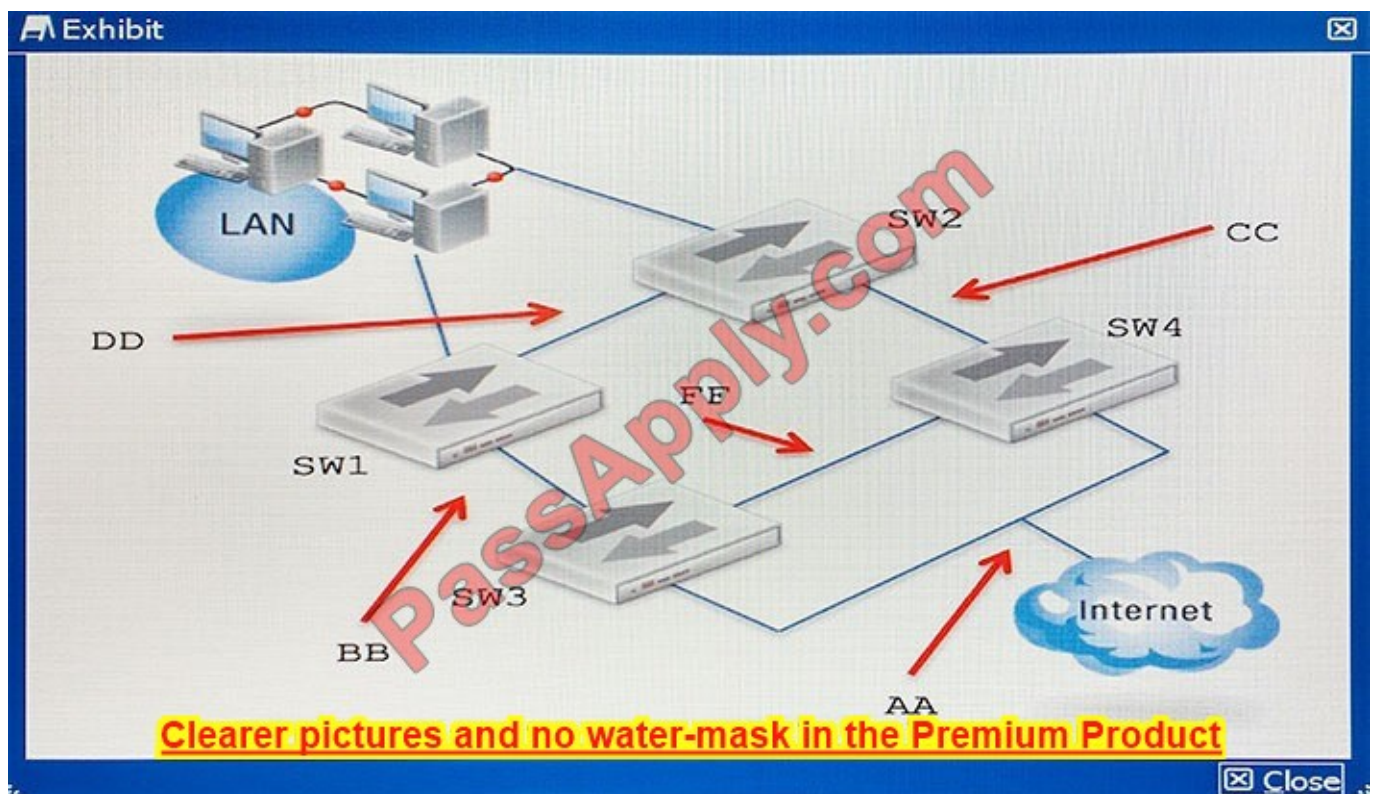 Exhibit
LAN
SW2
CC
DD
SW4
FF
SW1
SW3
Internet
BB
AA
PassApply.com
Clearer pictures and no water-mask in the Premium Product
Close